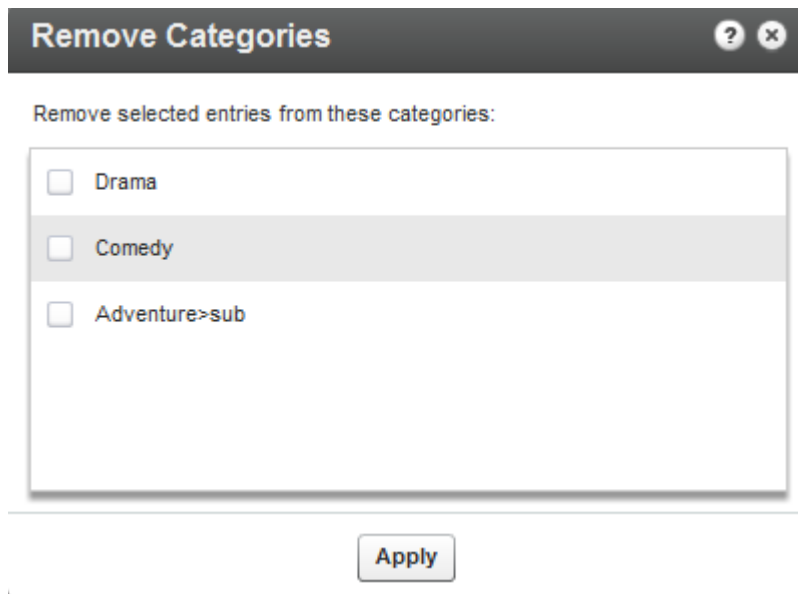 Remove Categories
Remove selected entries from these categories:
Drama
Comedy
Adventure>sub
Apply